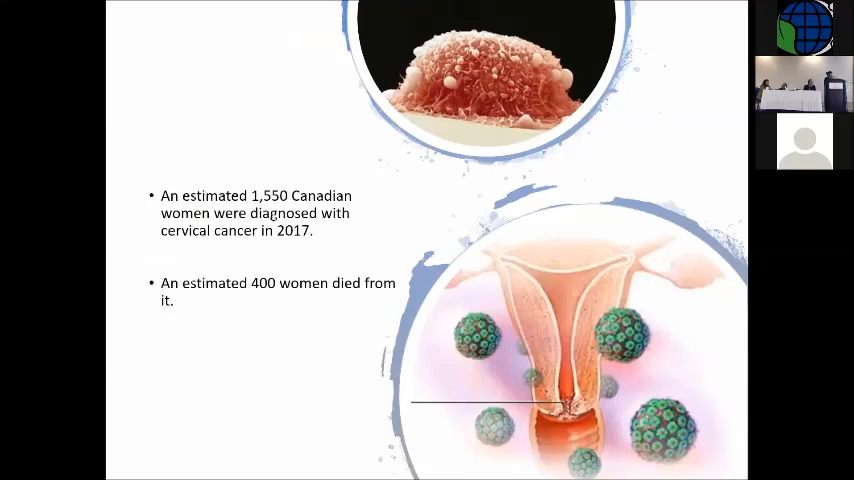 • An estimated 1,550 Canadian
women were diagnosed with
cervical cancer in 2017.
• An estimated 400 women died from
it.